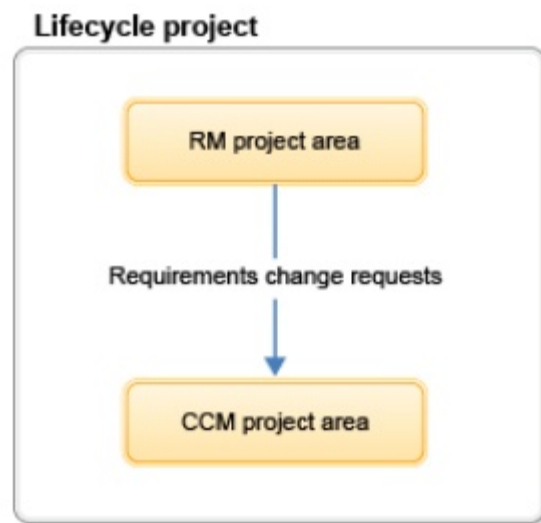 Lifecycle project
RM project area
Requirements change requests
CCM project area